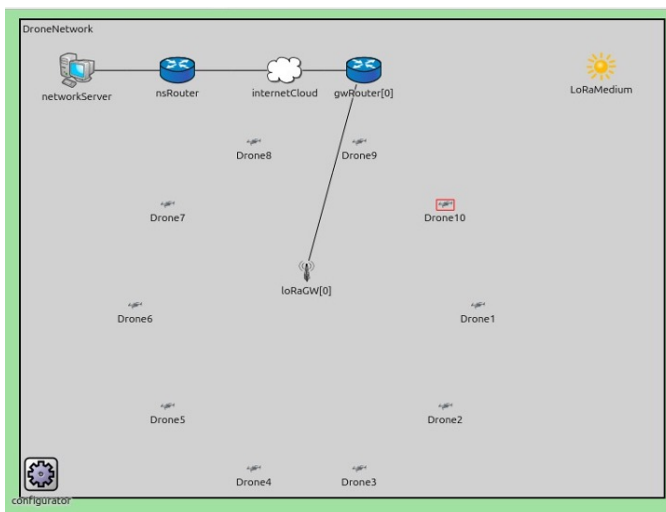 DroneNetwork
networkServer
nsRouter
internetCloud
gwRouter[0]
LoRaMedium
Drone8
Drone9
Drone7
Drone10
loRaGW[0]
Drone6
Drone1
Drone5
Drone2
Drone4
Drone3
configurator